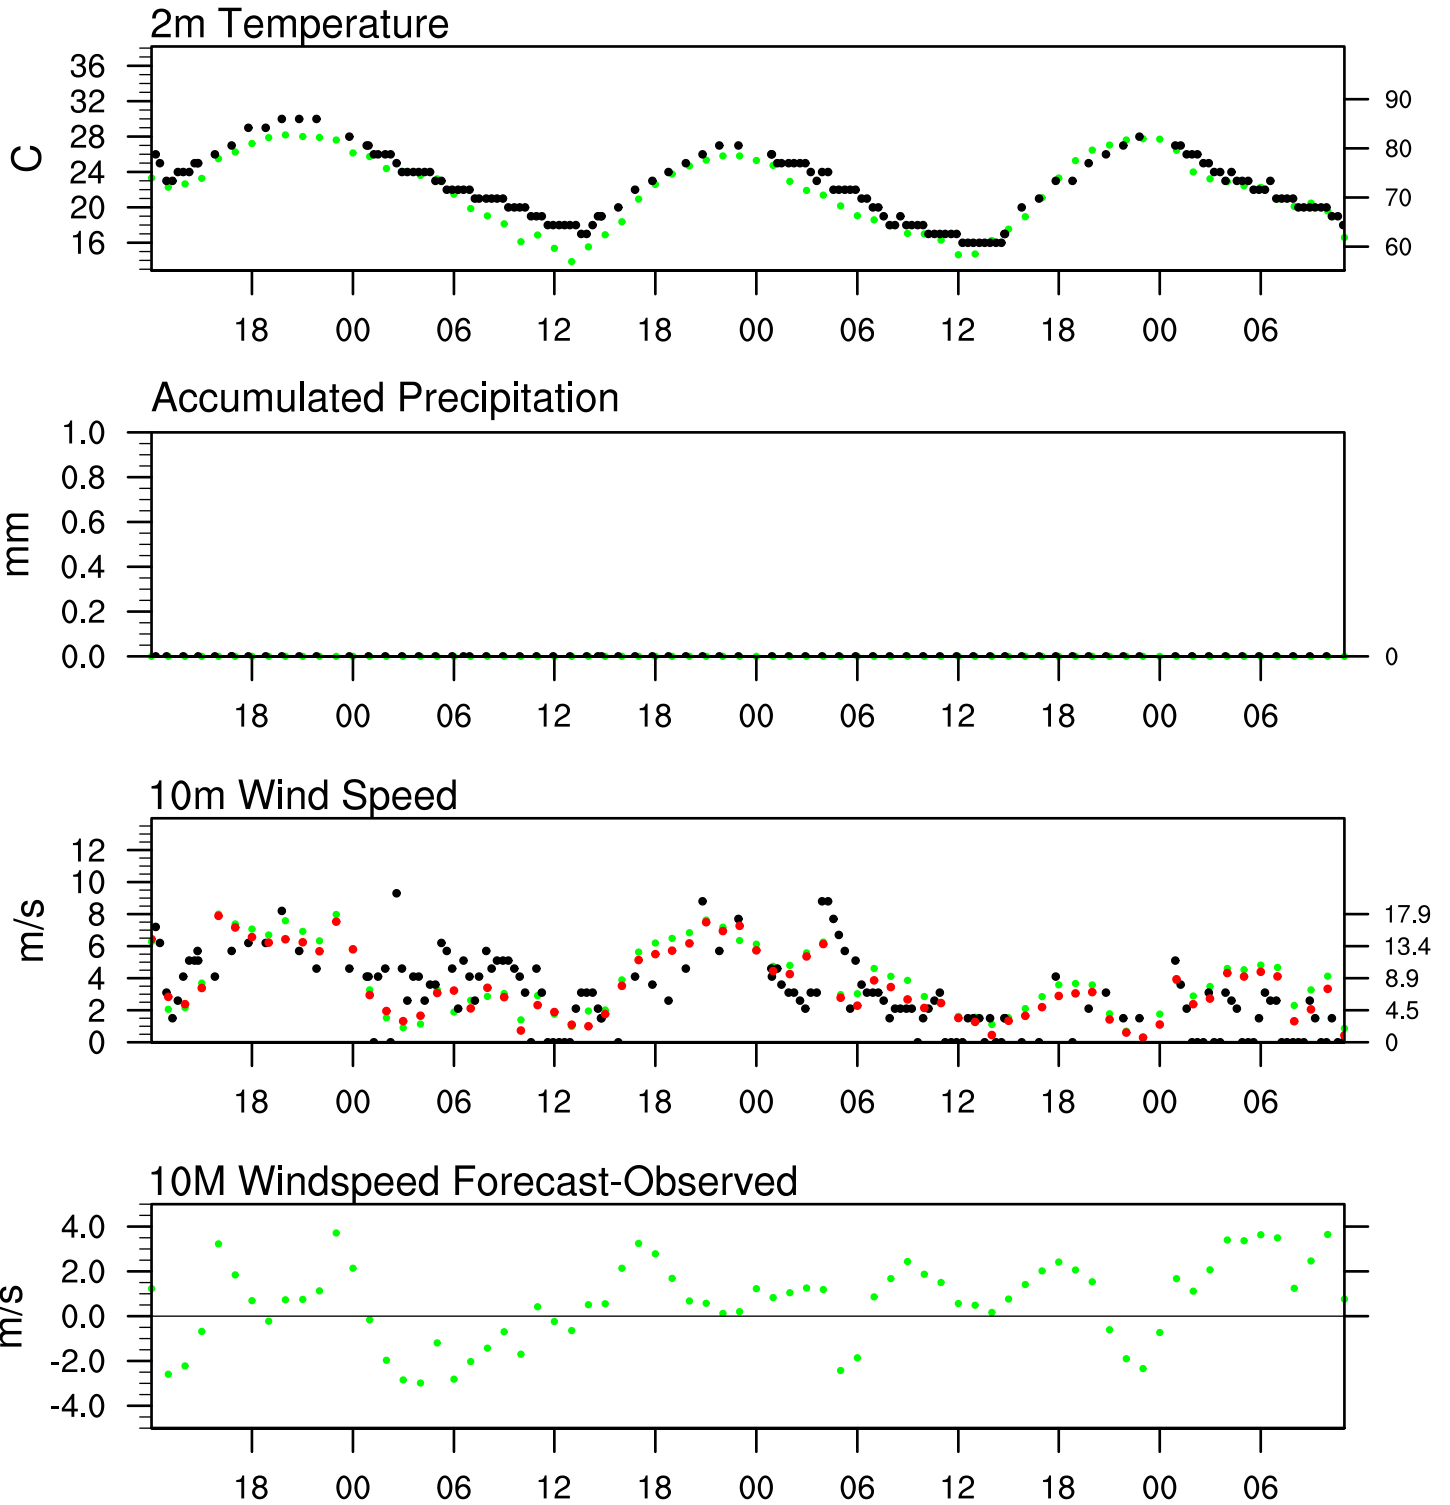 2m Temperature
36
32
28
24
20
16
C
90
80
70
60
18 00 06 12 18 00 06 12 18 00 06
Accumulated Precipitation
1.0
0.8
0.6
0.4
0.2
0.0
mm
0
18 00 06 12 18 00 06 12 18 00 06
10m Wind Speed
12
10
8
6
4
2
0
m/s
17.9
13.4
8.9
4.5
0
18 00 06 12 18 00 06 12 18 00 06
10M Windspeed Forecast-Observed
4.0
2.0
0.0
-2.0
-4.0
m/s
18 00 06 12 18 00 06 12 18 00 06